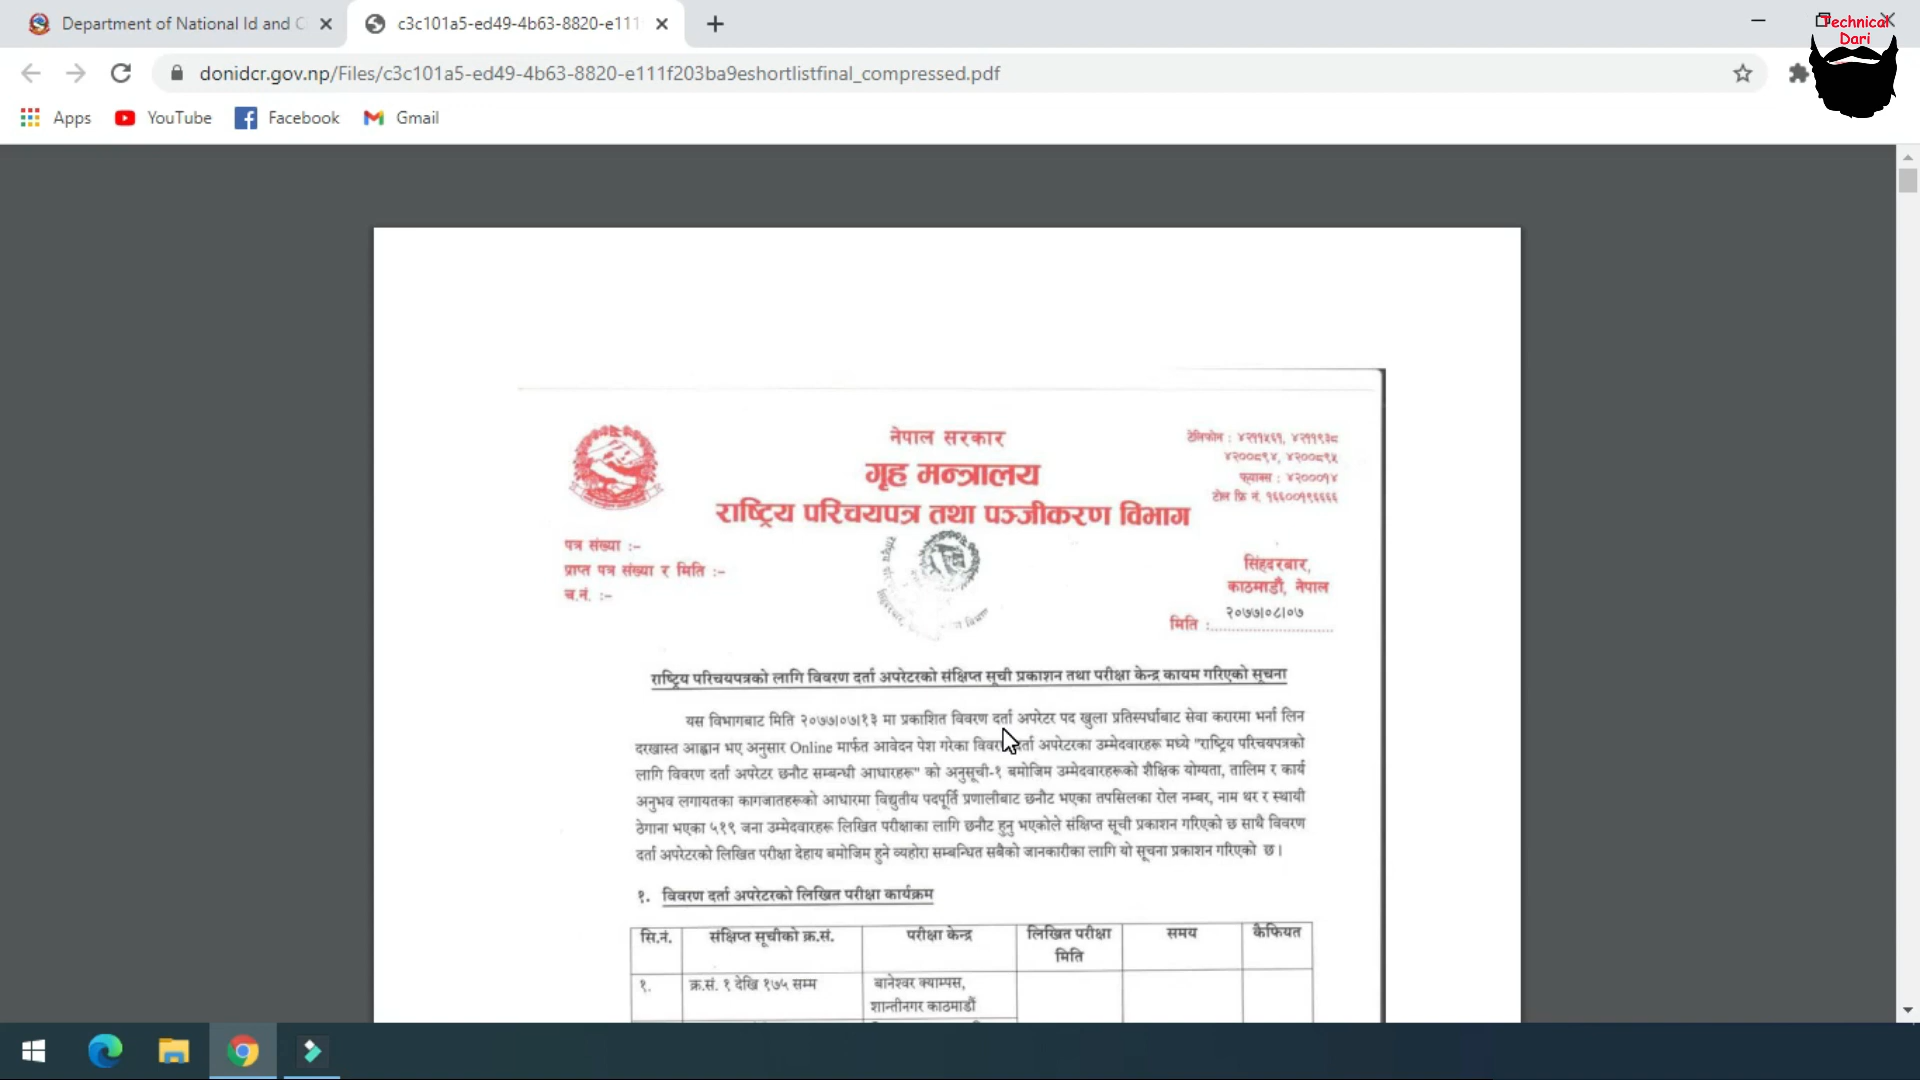 Department of National Id and C
c3c101a5-ed49-4b63-8820-e111
Technical
Dari
donidcr.gov.np/Files/c3c101a5-ed49-4b63-8820-e111f203ba9eshortlistfinal_compressed.pdf
Apps
YouTube
Facebook
Gmail
नेपाल सरकार
गृह मन्त्रालय
राष्ट्रिय परिचयपत्र तथा पञ्जीकरण विभाग
टेलिफोन : ४२११५६१, ४२११९३८
४२००८९४, ४२००८९५
फ्याक्स : ४२०००१४
टोल फ्रि नं. १६६००१९६६६६
पत्र संख्या :-
प्राप्त पत्र संख्या र मिति :-
च.नं. :-
सिंहदरबार,
काठमाडौं, नेपाल
२०७७।०८।०७
मिति :
राष्ट्रिय परिचयपत्रको लागि विवरण दर्ता अपरेटरको संक्षिप्त सूची प्रकाशन तथा परीक्षा केन्द्र कायम गरिएको सूचना
यस विभागबाट मिति २०७७।०७।१३ मा प्रकाशित विवरण दर्ता अपरेटर पद खुला प्रतिस्पर्धाबाट सेवा करारमा भर्ना लिन
दरखास्त आह्वान भए अनुसार Online मार्फत आवेदन पेश गरेका विवरण दर्ता अपरेटरका उम्मेदवारहरू मध्ये "राष्ट्रिय परिचयपत्रको
लागि विवरण दर्ता अपरेटर छनौट सम्बन्धी आधारहरू" को अनुसूची-१ बमोजिम उम्मेदवारहरूको शैक्षिक योग्यता, तालिम र कार्य
अनुभव लगायतका कागजातहरूको आधारमा विद्युतीय पदपूर्ति प्रणालीबाट छनौट भएका तपसिलका रोल नम्बर, नाम थर र स्थायी
ठेगाना भएका ५१९ जना उम्मेदवारहरू लिखित परीक्षाका लागि छनौट हुनु भएकोले संक्षिप्त सूची प्रकाशन गरिएको छ साथै विवरण
दर्ता अपरेटरको लिखित परीक्षा देहाय बमोजिम हुने व्यहोरा सम्बन्धित सबैको जानकारीका लागि यो सूचना प्रकाशन गरिएको छ।
१. विवरण दर्ता अपरेटरको लिखित परीक्षा कार्यक्रम
सि.नं. संक्षिप्त सूचीको क्र.सं. परीक्षा केन्द्र लिखित परीक्षा मिति समय कैफियत
१. क्र.सं. १ देखि १७५ सम्म बानेश्वर क्याम्पस,
शान्तीनगर काठमाडौं